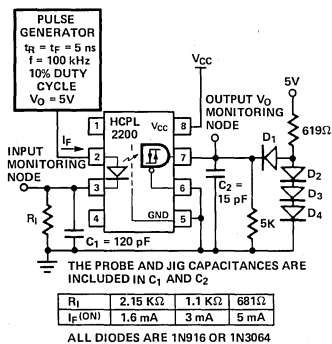 PULSE
GENERATOR
tR = tF = 5 ns
f = 100 kHz
10% DUTY
CYCLE
VO = 5V
VCC
OUTPUT VO
MONITORING
NODE
5V
619Ω
HCPL
2200
VCC
GND
1
2
3
4
8
7
6
5
IF
INPUT
MONITORING
NODE
RI
C1 = 120 pF
C2 =
15 pF
5K
D1
D2
D3
D4
THE PROBE AND JIG CAPACITANCES ARE
INCLUDED IN C1 AND C2
RI 2.15 KΩ 1.1 KΩ 681Ω
IF (ON) 1.6 mA 3 mA 5 mA
ALL DIODES ARE 1N916 OR 1N3064